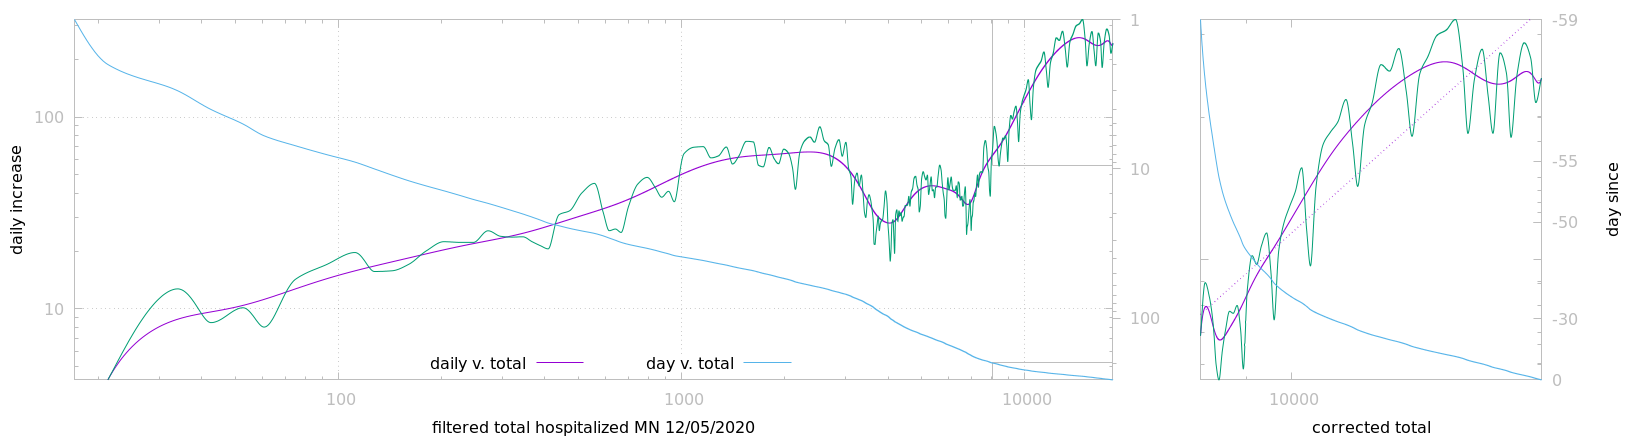 daily increase
100
10
1
10
100
daily v. total
day v. total
100
1000
10000
filtered total hospitalized MN 12/05/2020
-59
-55
-50
-30
0
day since
10000
corrected total